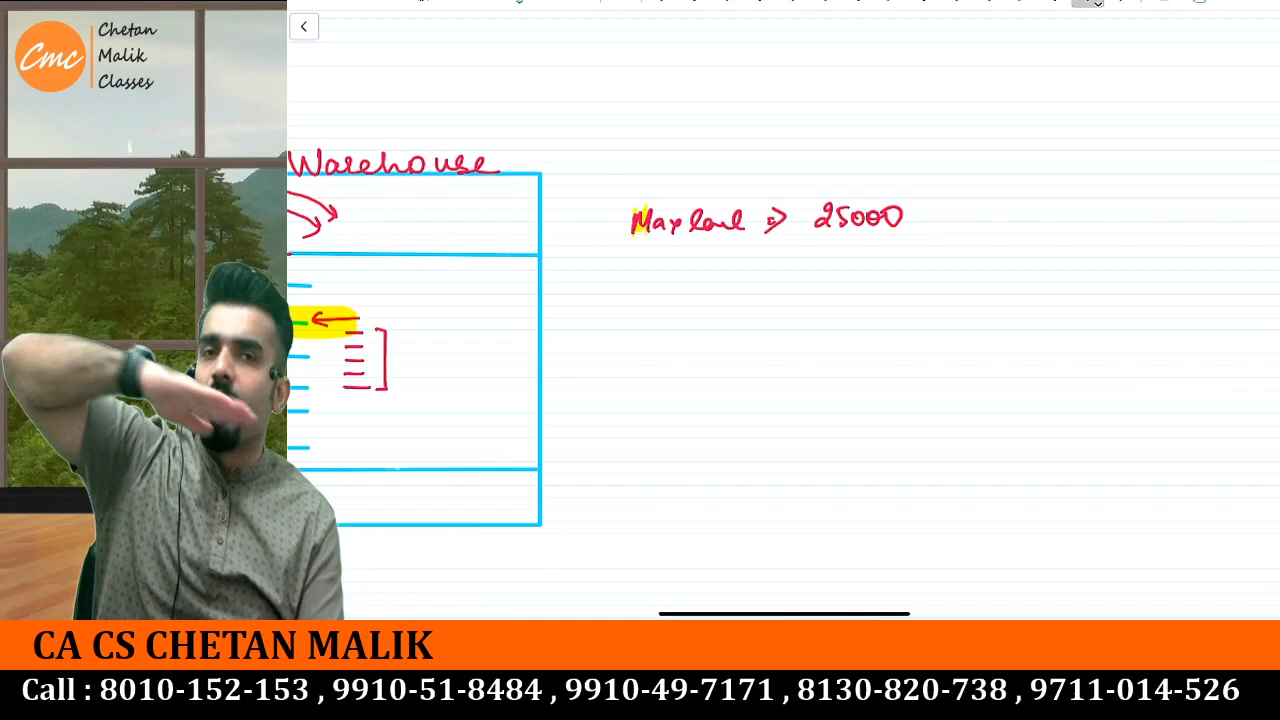 Cmc
Chetan
Malik
Classes
Warehouse
Max level ⇒ 25000
CA CS CHETAN MALIK
Call : 8010-152-153 , 9910-51-8484 , 9910-49-7171 , 8130-820-738 , 9711-014-526